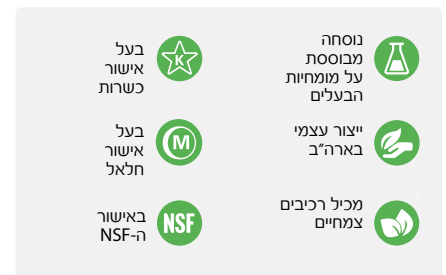 נוסחה
מבוססת
על מומחיות
הבעלים
בעל
אישור
כשרות
K
ייצור עצמי
בארה״ב
בעל
אישור
חלאל
M
מכיל רכיבים
צמחיים
באישור
ה-NSF
NSF